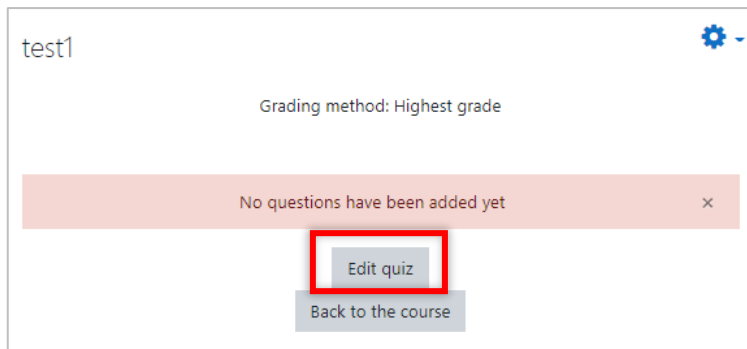 test1
Grading method: Highest grade
No questions have been added yet ×
Edit quiz
Back to the course